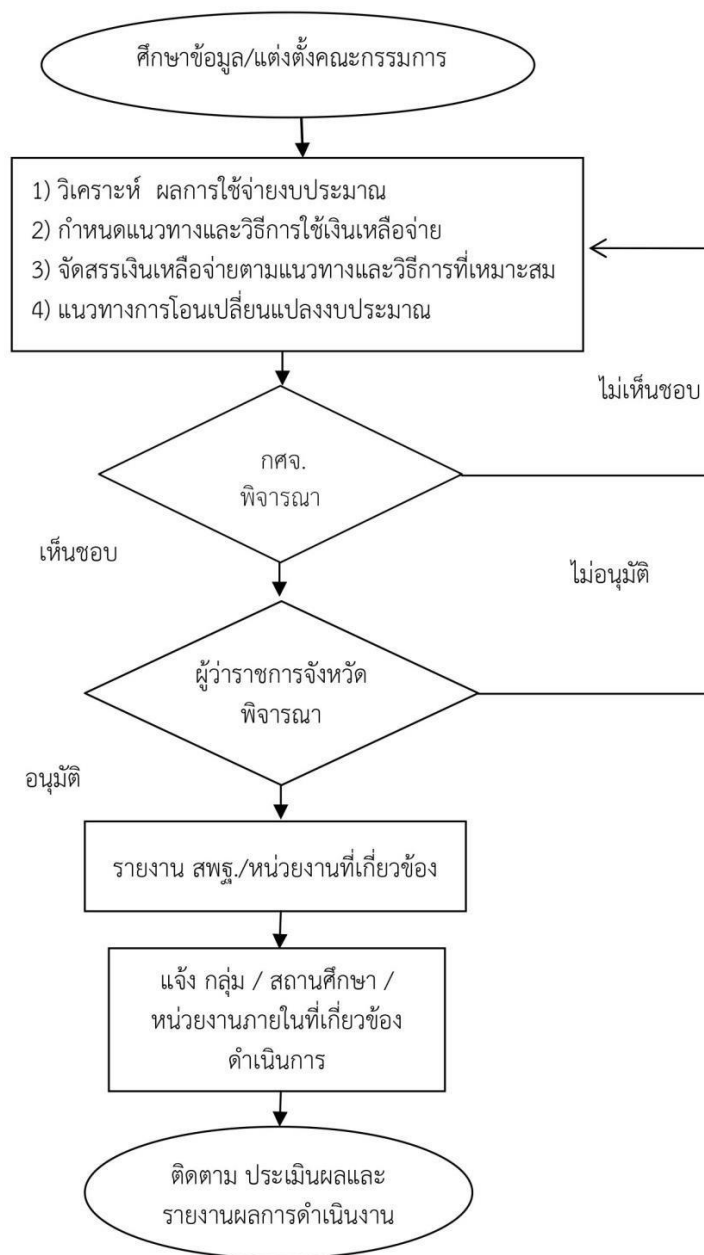 ศึกษาข้อมูล/แต่งตั้งคณะกรรมการ
1) วิเคราะห์  ผลการใช้จ่ายงบประมาณ
2) กำหนดแนวทางและวิธีการใช้เงินเหลือจ่าย
3) จัดสรรเงินเหลือจ่ายตามแนวทางและวิธีการที่เหมาะสม
4) แนวทางการโอนเปลี่ยนแปลงงบประมาณ
ไม่เห็นชอบ
กศจ.
พิจารณา
เห็นชอบ
ไม่อนุมัติ
ผู้ว่าราชการจังหวัด
พิจารณา
อนุมัติ
รายงาน สพฐ./หน่วยงานที่เกี่ยวข้อง
แจ้ง กลุ่ม / สถานศึกษา /
หน่วยงานภายในที่เกี่ยวข้อง
ดำเนินการ
ติดตาม ประเมินผลและ
รายงานผลการดำเนินงาน